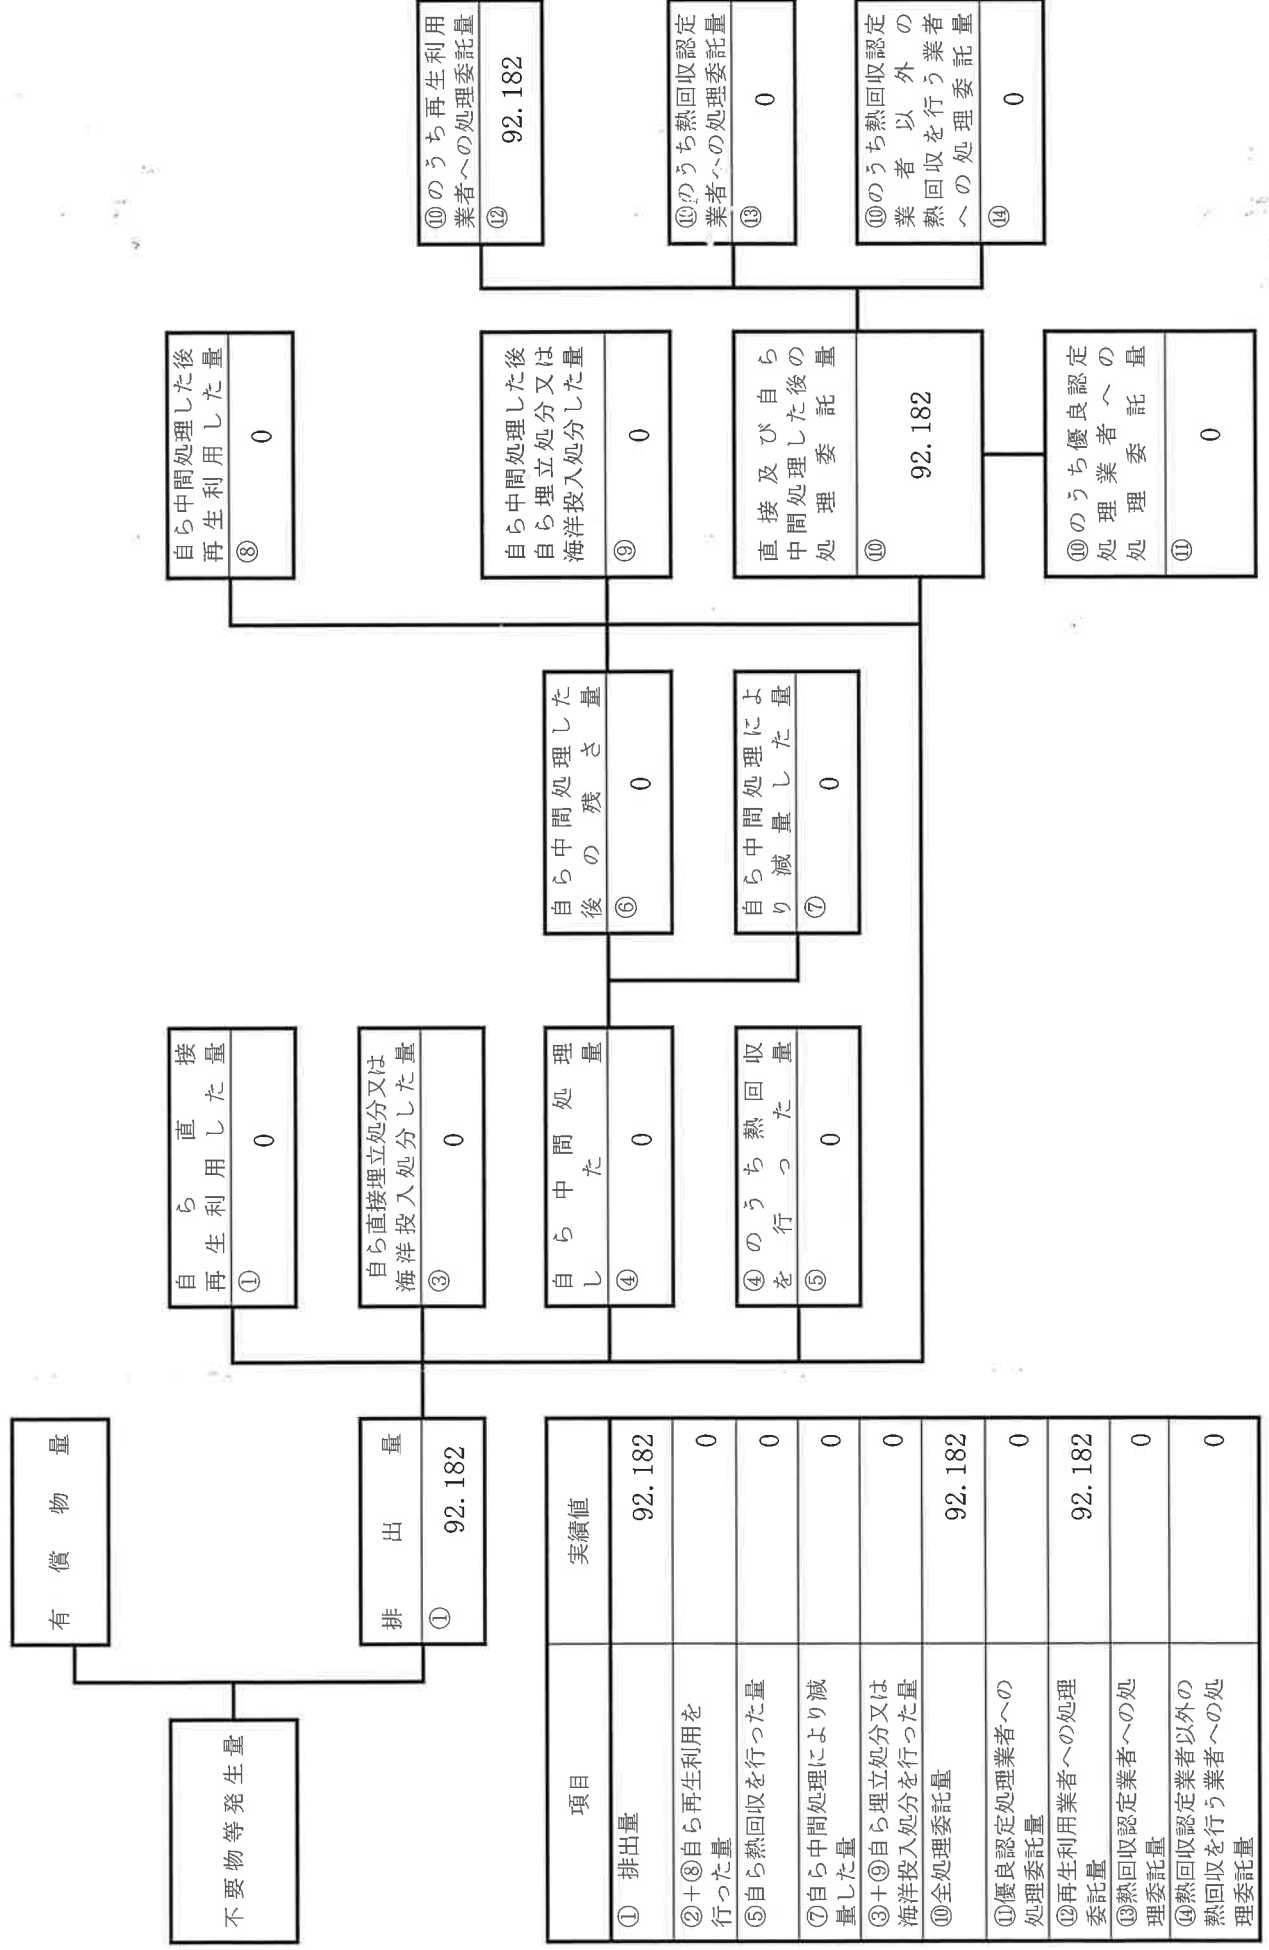 不要物等発生量
有償物量
排出量
① 92.182
自ら直接
再生利用した量
① 0
自ら直接埋立処分又は
海洋投入処分した量
③ 0
自ら中間処理
した量
④ 0
④のうち熱回収
を行った量
⑤ 0
自ら中間処理した
後の残さ量
⑥ 0
自ら中間処理によ
り減量した量
⑦ 0
自ら中間処理した後
再生利用した量
⑧ 0
自ら中間処理した後
自ら埋立処分又は
海洋投入処分した量
⑨ 0
直接及び自ら
中間処理した後の
処理委託量
⑩ 92.182
⑩のうち優良認定
処理業者への
処理委託量
⑪ 0
⑩のうち再生利用
業者への処理委託量
⑫ 92.182
⑩のうち熱回収認定
業者への処理委託量
⑬ 0
⑩のうち熱回収認定
業者以外の
熱回収を行う業者
への処理委託量
⑭ 0
項目 実績値
① 排出量 92.182
②+⑧自ら再生利用を
行った量 0
⑤自ら熱回収を行った量 0
⑦自ら中間処理により減
量した量 0
③+⑨自ら埋立処分又は
海洋投入処分を行った量 0
⑩全処理委託量 92.182
⑪優良認定処理業者への
処理委託量 0
⑫再生利用業者への処理
委託量 92.182
⑬熱回収認定業者への処
理委託量 0
⑭熱回収認定業者以外の
熱回収を行う業者への処
理委託量 0